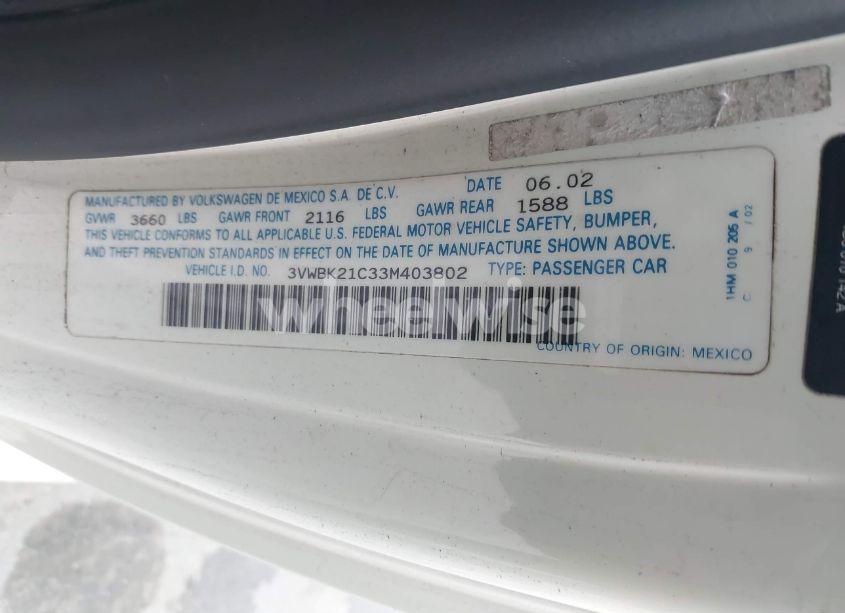 MANUFACTURED BY VOLKSWAGEN DE MEXICO S.A. DE C.V. DATE 06.02
GVWR 3660 LBS GAWR FRONT 2116 LBS GAWR REAR 1588 LBS
THIS VEHICLE CONFORMS TO ALL APPLICABLE U.S. FEDERAL MOTOR VEHICLE SAFETY, BUMPER,
AND THEFT PREVENTION STANDARDS IN EFFECT ON THE DATE OF MANUFACTURE SHOWN ABOVE.
VEHICLE I.D. NO. 3VWBK21C33M403802 TYPE: PASSENGER CAR
wheelwise
COUNTRY OF ORIGIN: MEXICO
1HM 010 205 A
C 9 / 02